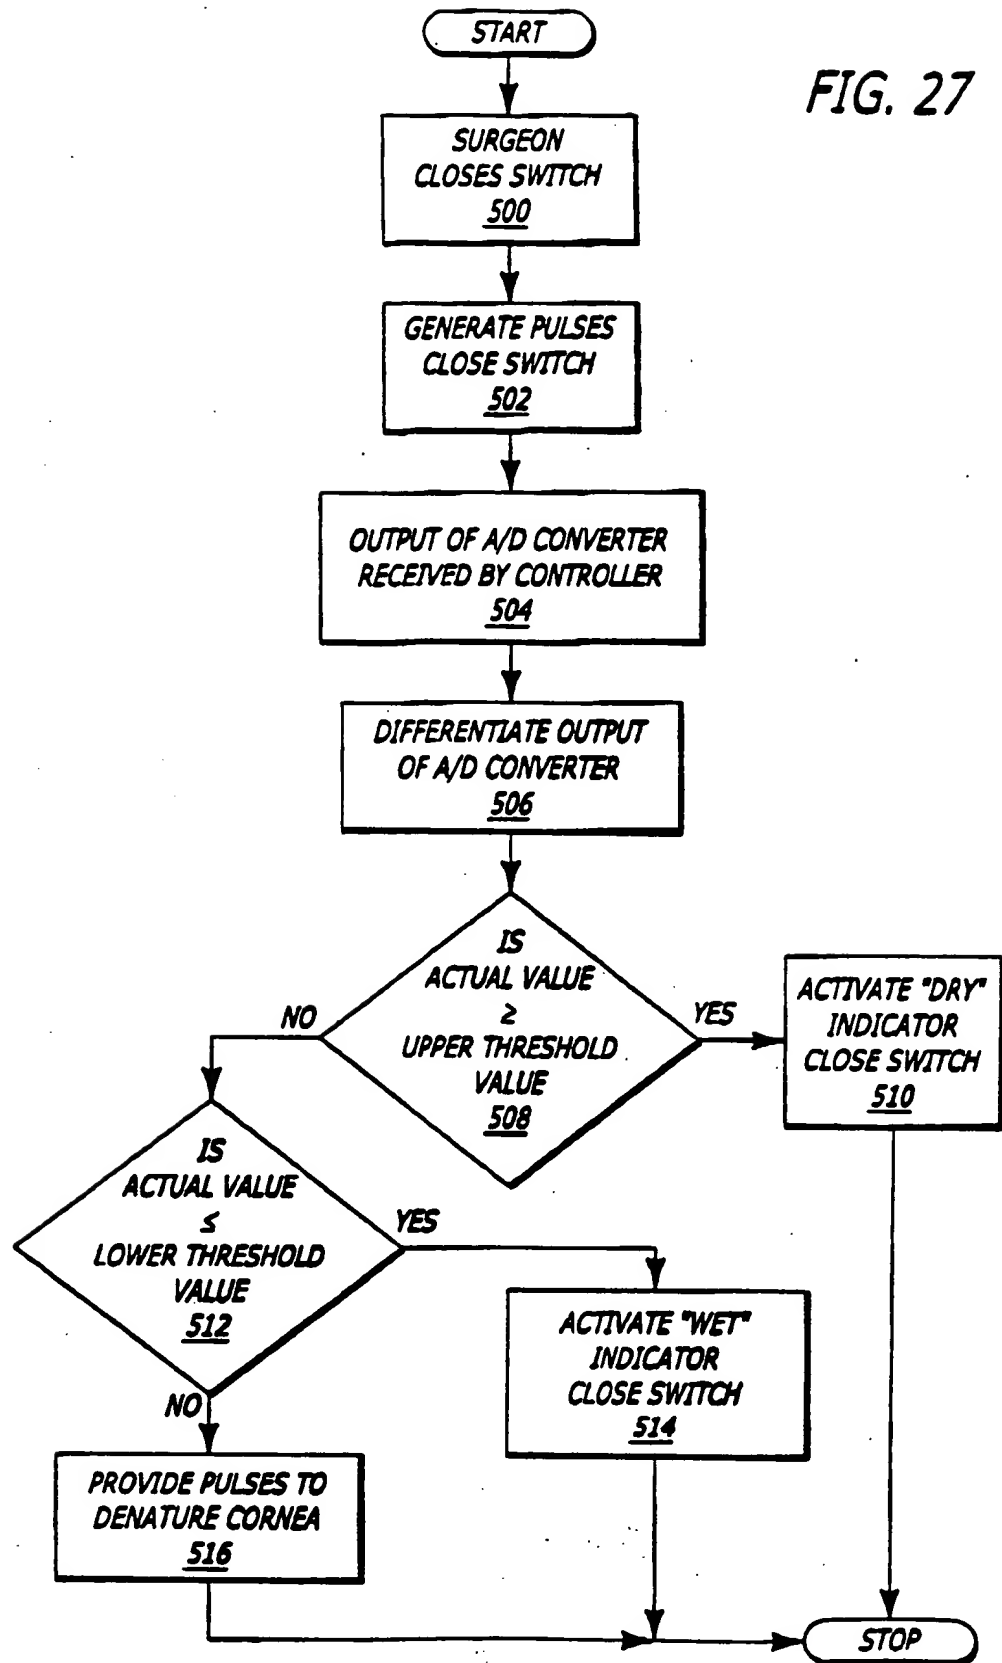 START
FIG. 27
SURGEON
CLOSES SWITCH
500
GENERATE PULSES
CLOSE SWITCH
502
OUTPUT OF A/D CONVERTER
RECEIVED BY CONTROLLER
504
DIFFERENTIATE OUTPUT
OF A/D CONVERTER
506
IS
ACTUAL VALUE
≥
UPPER THRESHOLD
VALUE
508
NO
YES
ACTIVATE "DRY"
INDICATOR
CLOSE SWITCH
510
IS
ACTUAL VALUE
≤
LOWER THRESHOLD
VALUE
512
YES
NO
ACTIVATE "WET"
INDICATOR
CLOSE SWITCH
514
PROVIDE PULSES TO
DENATURE CORNEA
516
STOP